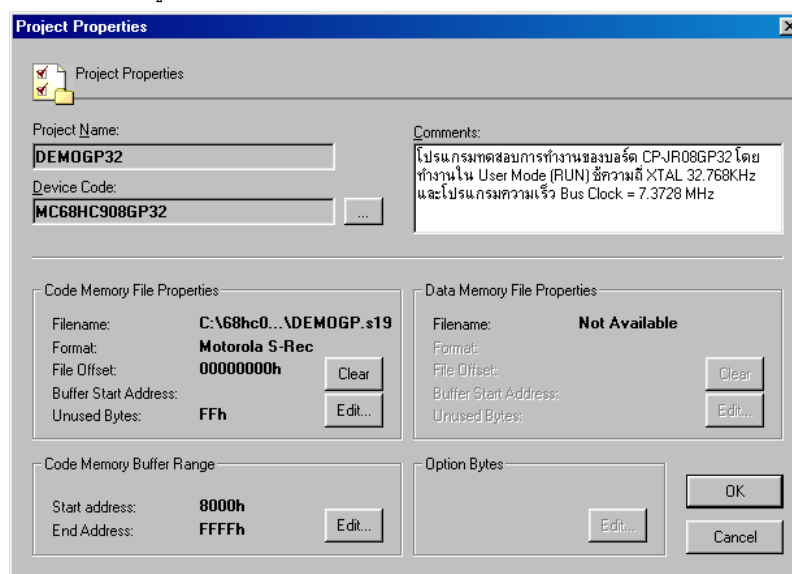 Project Properties
Project Properties
Project Name:
DEMOGP32
Device Code:
MC68HC908GP32
...
Comments:
โปรแกรมทดสอบการทำงานของบอร์ด CP-JR08GP32 โดย
ทำงานใน User Mode (RUN) ช้ความถี่ XTAL 32.768KHz
และโปรแกรมความเร็ว Bus Clock = 7.3728 MHz
Code Memory File Properties
Filename: C:\68hc0...\DEMOGP.s19
Format: Motorola S-Rec
File Offset: 00000000h
Clear
Buffer Start Address:
Unused Bytes: FFh
Edit...
Data Memory File Properties
Filename: Not Available
Format:
File Offset:
Clear
Buffer Start Address:
Unused Bytes:
Edit...
Code Memory Buffer Range
Start address: 8000h
End Address: FFFFh
Edit...
Option Bytes
Edit...
OK
Cancel